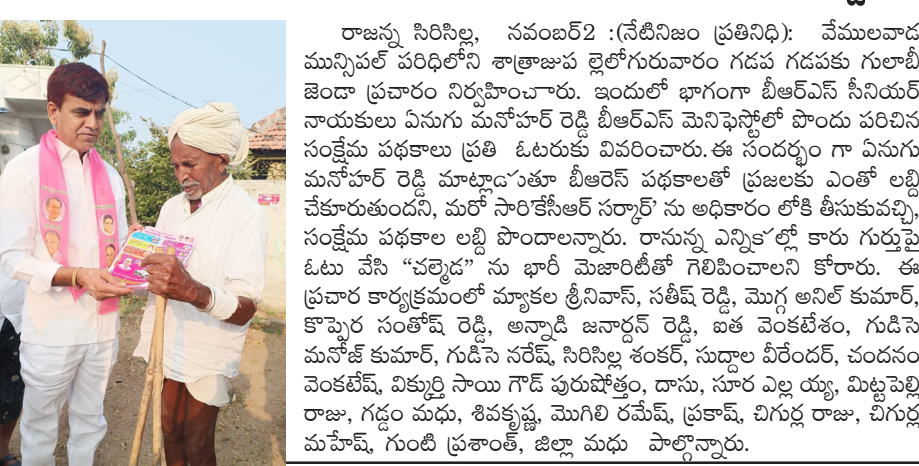 రాజన్న సిరిసిల్ల, నవంబర్2 :(నేటినిజం ప్రతినిధి): వేములవాడ
మున్సిపల్ పరిధిలోని శాత్రాజుప ల్లెలోగురువారం గడప గడపకు గులాబీ
జెండా ప్రచారం నిర్వహించారు. ఇందులో భాగంగా బీఆర్ఎస్ సీనియర్
నాయకులు ఏనుగు మనోహర్ రెడ్డి బీఆర్ఎస్ మెనిఫెస్టోలో పొందు పరిచిన
సంక్షేమ పథకాలు ప్రతి ఓటరుకు వివరించారు.ఈ సందర్భం గా ఏనుగు
మనోహర్ రెడ్డి మాట్లాడుతూ బీఆరెస్ పథకాలతో ప్రజలకు ఎంతో లబ్ది
చేకూరుతుందని, మరో సారి'కేసీఆర్ సర్కార్' ను అధికారం లోకి తీసుకువచ్చి,
సంక్షేమ పథకాల లబ్ది పొందాలన్నారు. రానున్న ఎన్నికల్లో కారు గుర్తుపై
ఓటు వేసి "చల్మెడ" ను భారీ మెజారిటీతో గెలిపించాలని కోరారు. ఈ
ప్రచార కార్యక్రమంలో మ్యాకల శ్రీనివాస్, సతీష్ రెడ్డి, మొగ్గ అనిల్ కుమార్,
కొప్పెర సంతోష్ రెడ్డి, అన్నాడి జనార్దన్ రెడ్డి, ఐత వెంకటేశం, గుడిసె
మనోజ్ కుమార్, గుడిసె నరేష్, సిరిసిల్ల శంకర్, సుద్దాల వీరేందర్, చందనం
వెంకటేష్, విక్కుర్తి సాయి గౌడ్ పురుషోత్తం, దాసు, సూర ఎల్ల య్య, మిట్టపెల్లి
రాజు, గడ్డం మధు, శివకృష్ణ, మొగిలి రమేష్, ప్రకాష్, చిగుర్ల రాజు, చిగుర్ల
మహేష్, గుంటి ప్రశాంత్, జిల్లా మధు పాల్గొన్నారు.